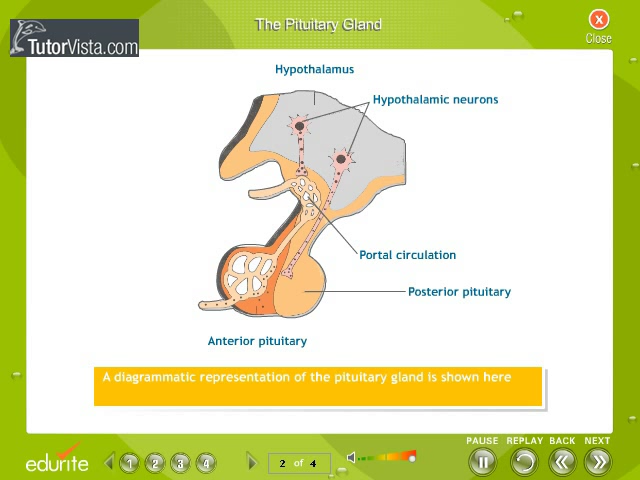 The Pituitary Gland
TutorVista.com
Close
Hypothalamus
Hypothalamic neurons
Portal circulation
Posterior pituitary
Anterior pituitary
A diagrammatic representation of the pituitary gland is shown here
PAUSE REPLAY BACK NEXT
edurite
1 2 3 4
2 of 4